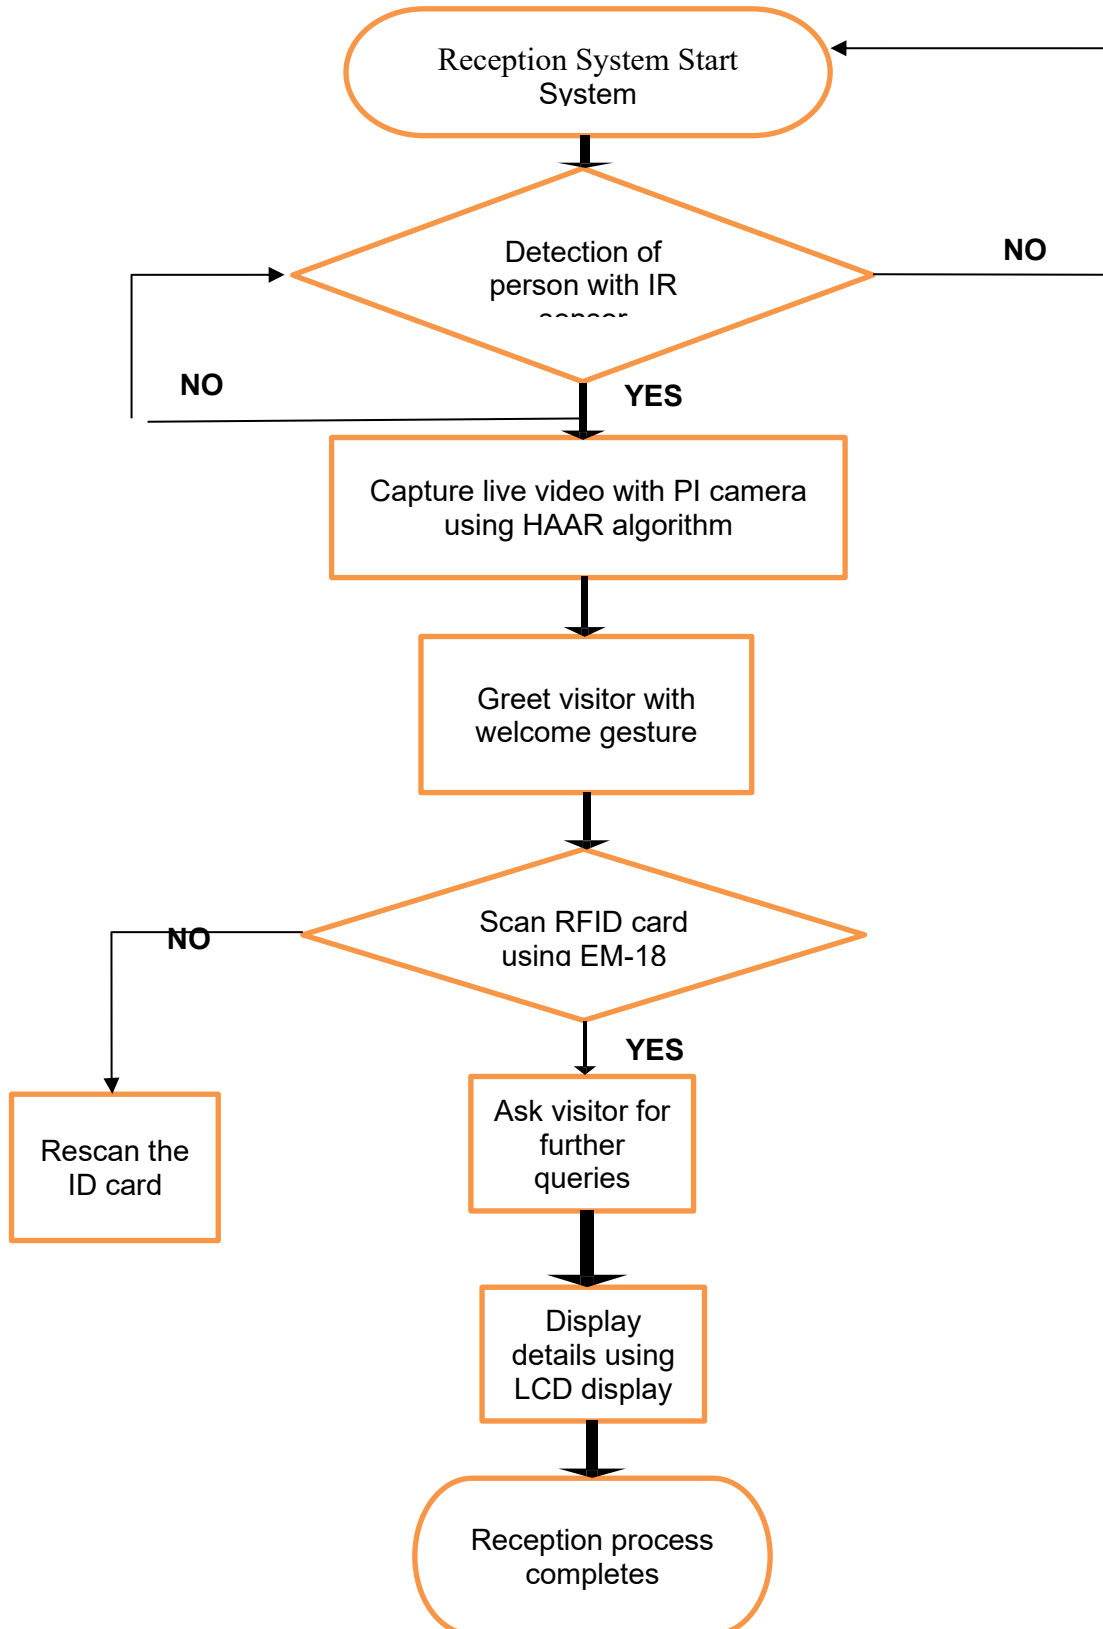 Reception System Start
System
Detection of
person with IR
sensor
NO
NO
YES
Capture live video with PI camera
using HAAR algorithm
Greet visitor with
welcome gesture
Scan RFID card
using EM-18
NO
YES
Ask visitor for
further
queries
Rescan the
ID card
Display
details using
LCD display
Reception process
completes